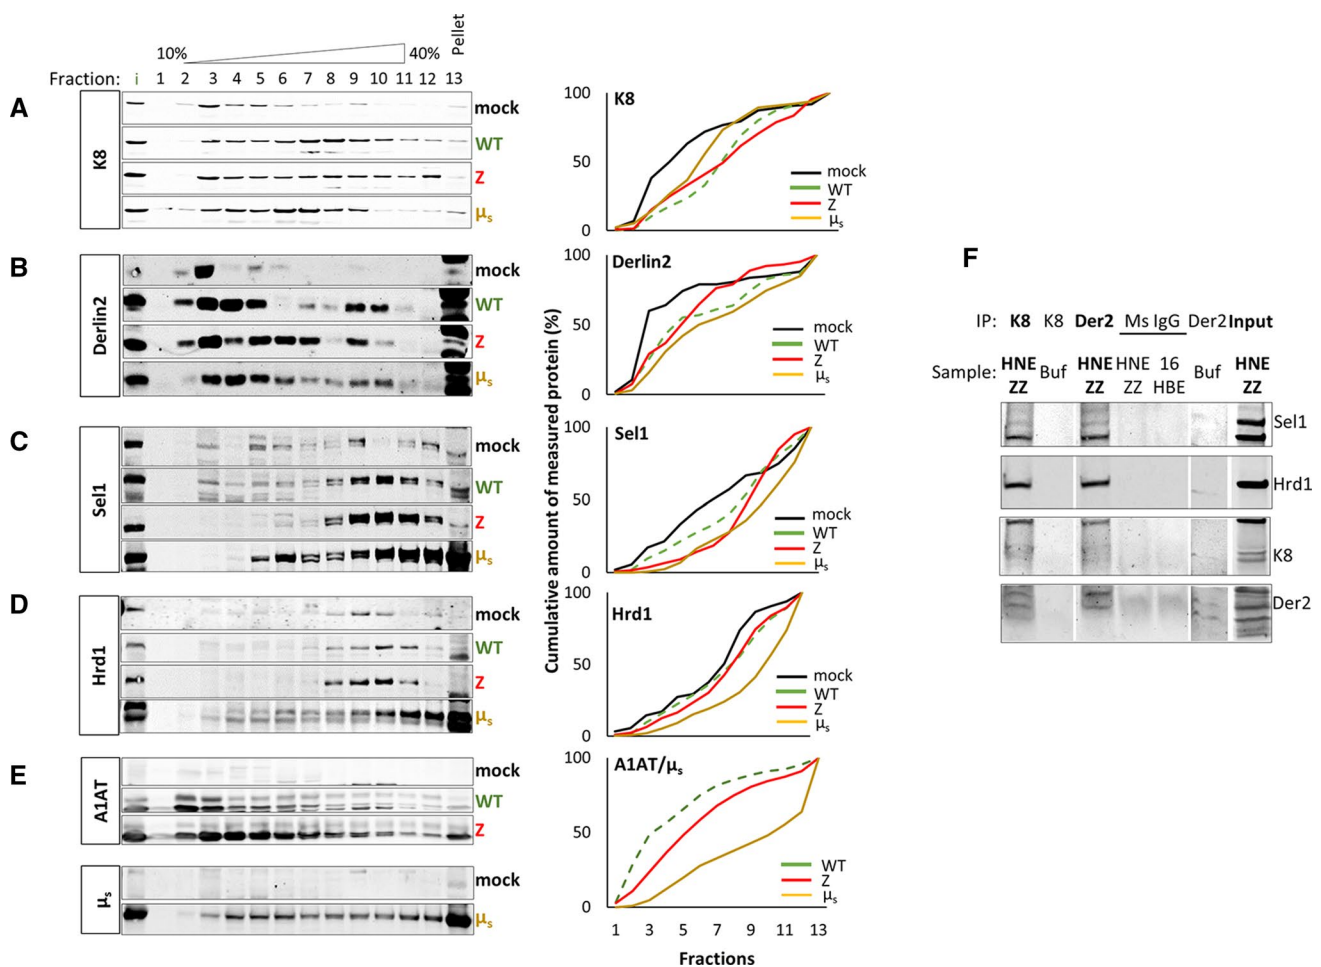 10%
40%
Pellet
Fraction: i 1 2 3 4 5 6 7 8 9 10 11 12 13
A
K8
mock
WT
Z
μs
B
Derlin2
mock
WT
Z
μs
C
Sel1
mock
WT
Z
μs
D
Hrd1
mock
WT
Z
μs
E
A1AT
mock
WT
Z
μs
mock
μs
Cumulative amount of measured protein (%)
100
50
0
K8
mock
WT
Z
μs
100
50
0
Derlin2
mock
WT
Z
μs
100
50
0
Sel1
mock
WT
Z
μs
100
50
0
Hrd1
mock
WT
Z
μs
100
50
0
A1AT/μs
WT
Z
μs
1 3 5 7 9 11 13
Fractions
F
IP: K8 K8 Der2 Ms IgG Der2 Input
Sample: HNE ZZ Buf HNE ZZ HNE ZZ 16 HBE Buf HNE ZZ
Sel1
Hrd1
K8
Der2